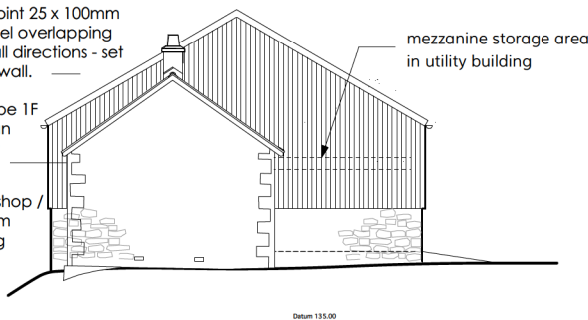 oint 25 x 100mm
el overlapping
ll directions - set
wall.
pe 1F
n
shop /
m
g
mezzanine storage area
in utility building
Datum 135.00